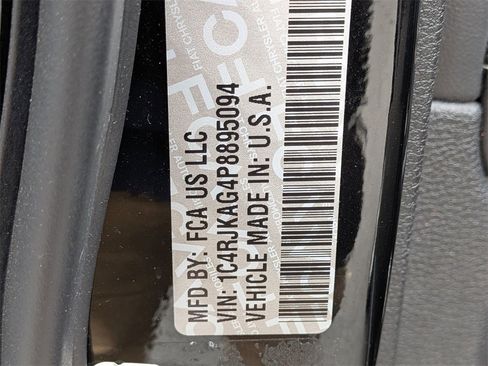 MFD BY: FCA US LLC
VIN: 1C4RJKAG4P8895094
VEHICLE MADE IN: U.S.A.